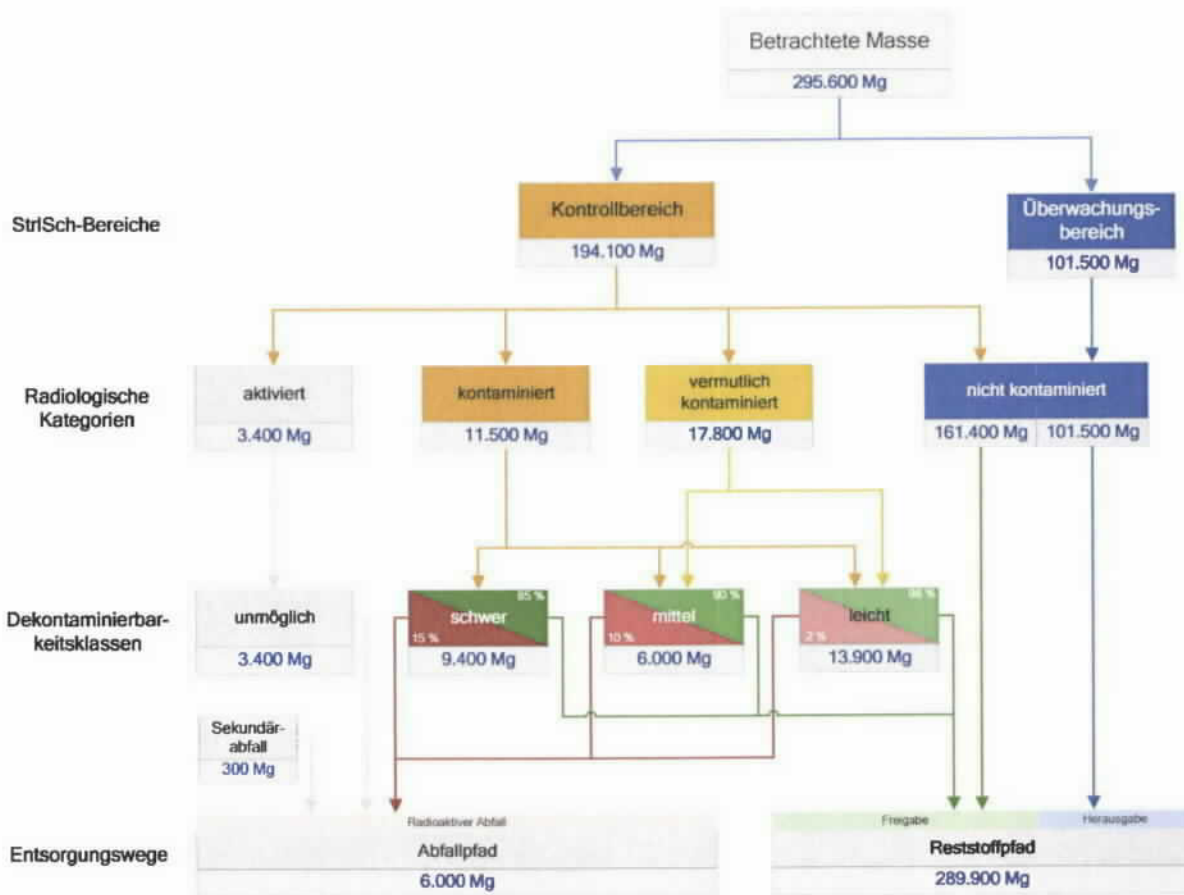 Betrachtete Masse
295.600 Mg
StrlSch-Bereiche
Kontrollbereich
194.100 Mg
Überwachungs-
bereich
101.500 Mg
Radiologische
Kategorien
aktiviert
3.400 Mg
kontaminiert
11.500 Mg
vermutlich
kontaminiert
17.800 Mg
nicht kontaminiert
161.400 Mg
101.500 Mg
Dekontaminierbar-
keitsklassen
unmöglich
3.400 Mg
85 %
schwer
15 %
9.400 Mg
90 %
mittel
10 %
6.000 Mg
98 %
leicht
2 %
13.900 Mg
Sekundär-
abfall
300 Mg
Entsorgungswege
Radioaktiver Abfall
Abfallpfad
6.000 Mg
Freigabe
Herausgabe
Reststoffpfad
289.900 Mg